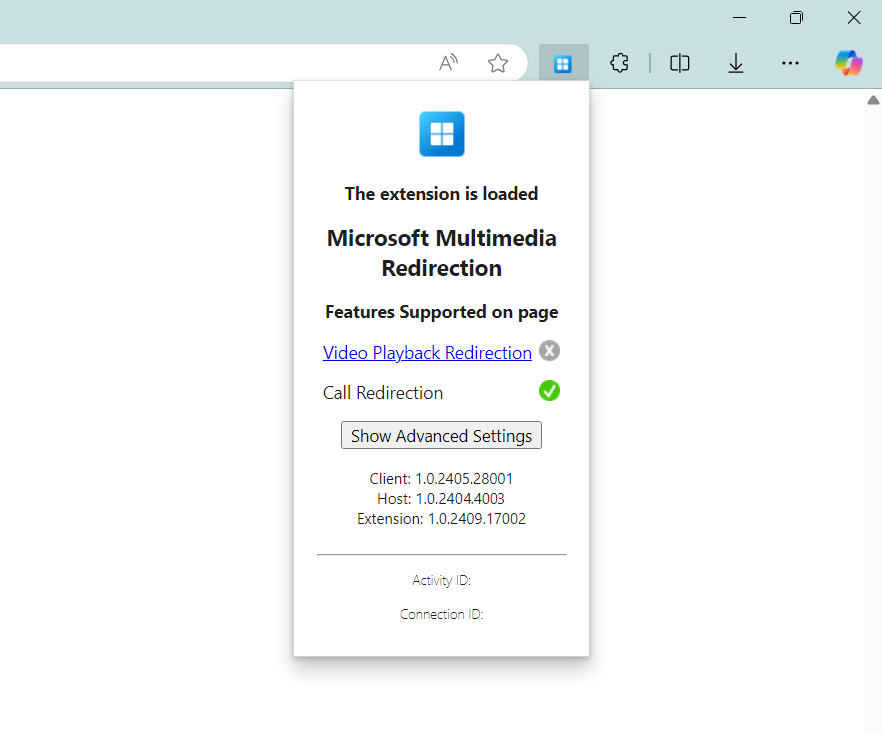 A
The extension is loaded
Microsoft Multimedia
Redirection
Features Supported on page
Video Playback Redirection
Call Redirection
Show Advanced Settings
Client: 1.0.2405.28001
Host: 1.0.2404.4003
Extension: 1.0.2409.17002
Activity ID:
Connection ID: